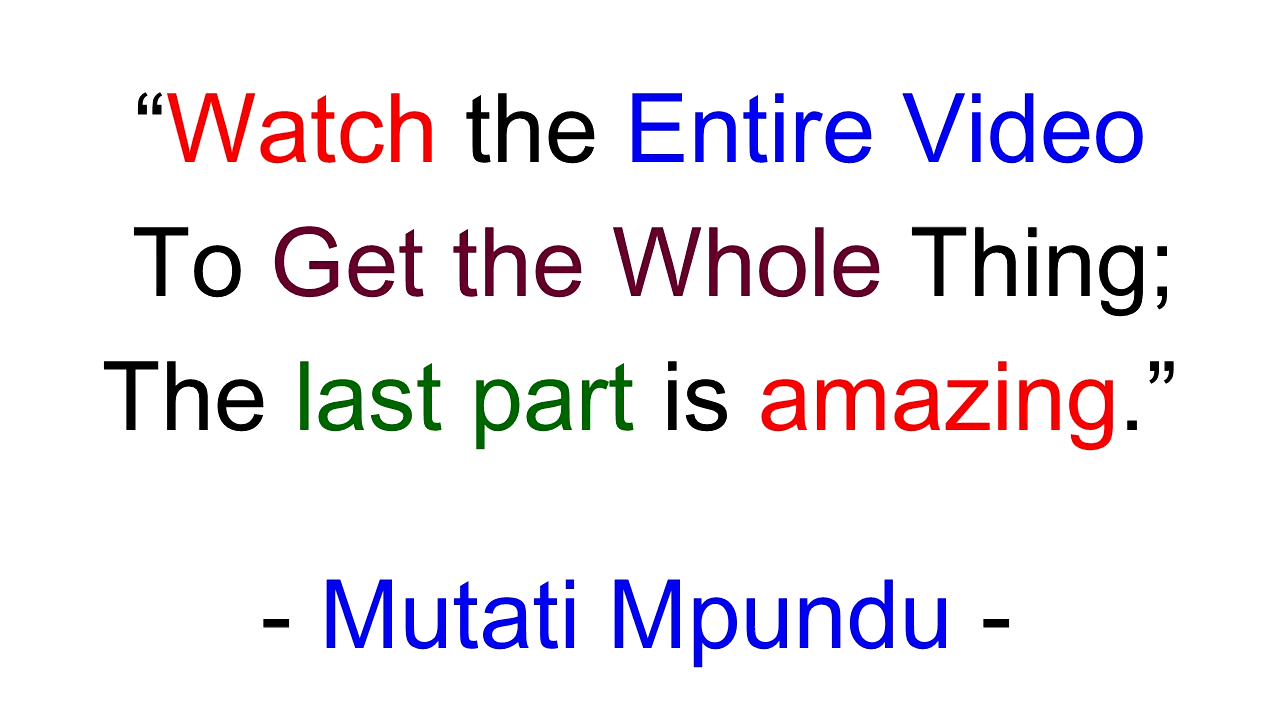 “Watch the Entire Video
To Get the Whole Thing;
The last part is amazing.”
- Mutati Mpundu -